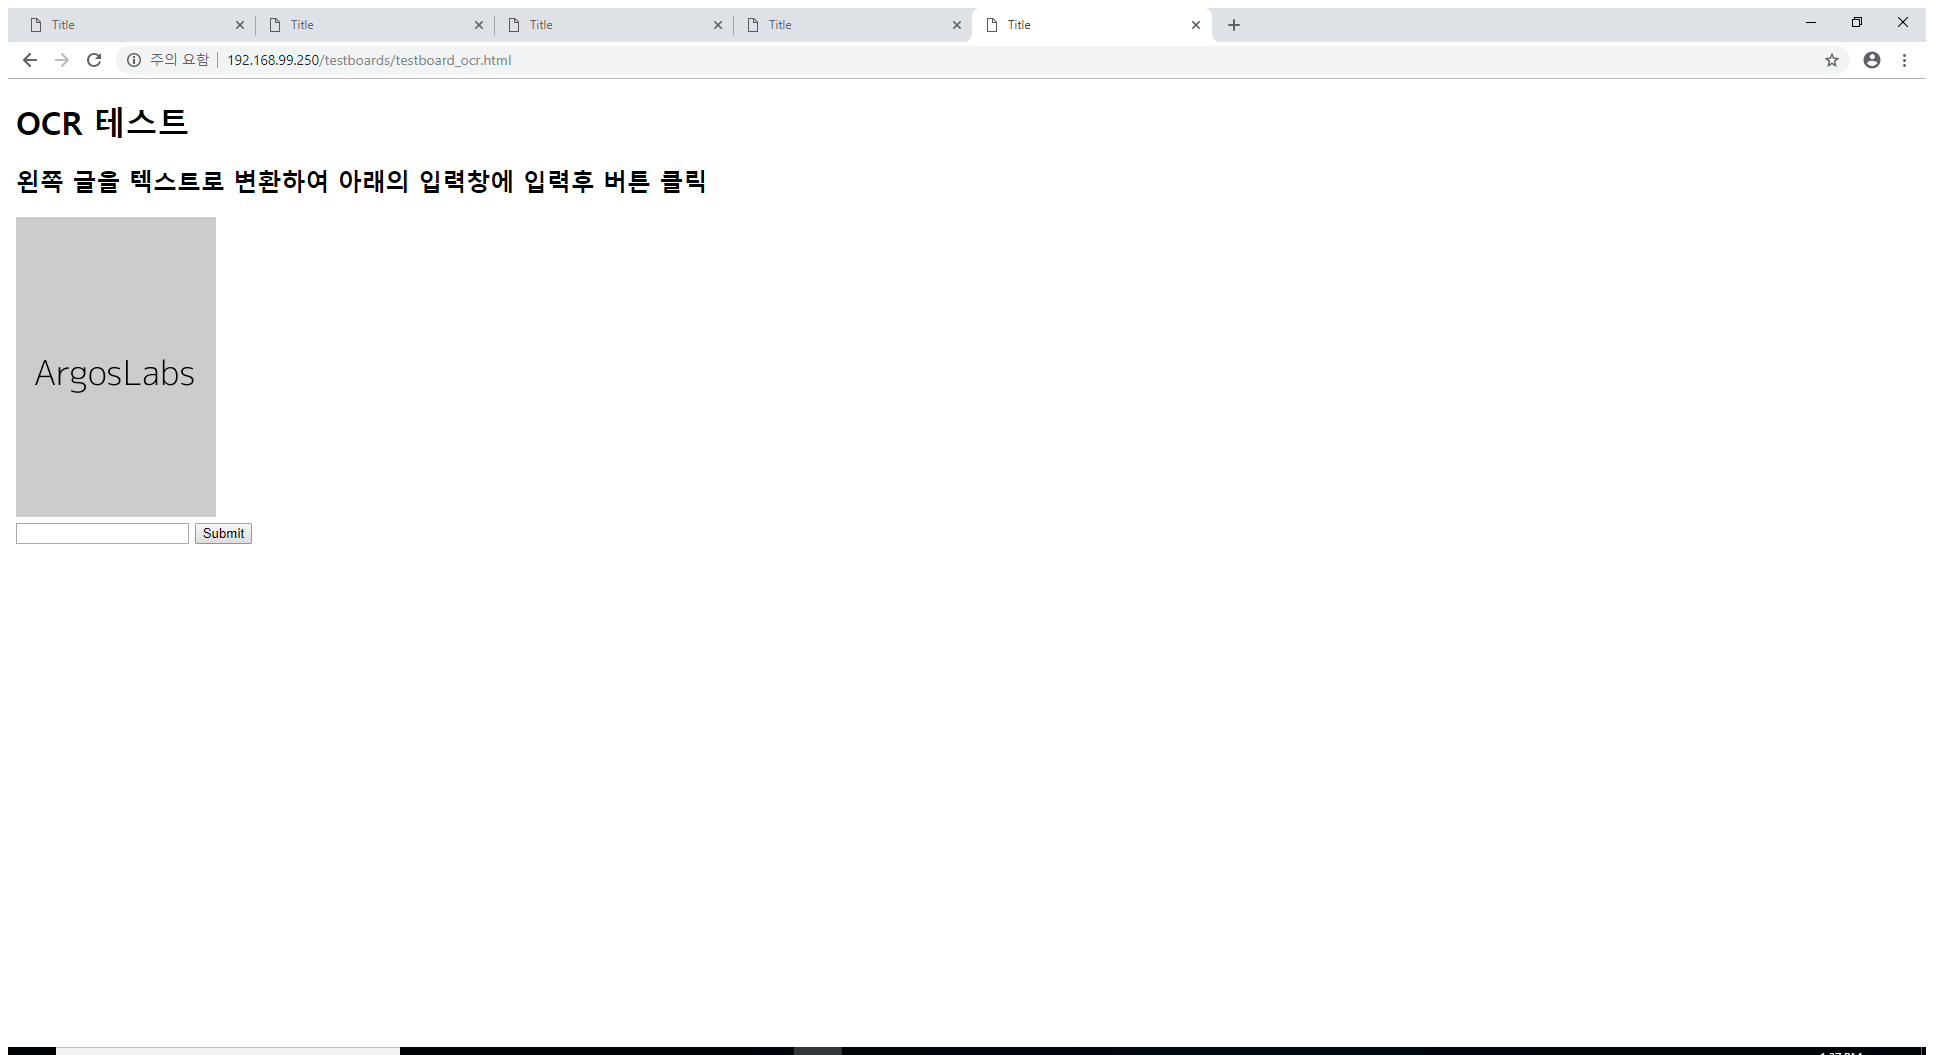 Title Title Title Title Title
주의 요함 192.168.99.250/testboards/testboard_ocr.html
OCR 테스트
왼쪽 글을 텍스트로 변환하여 아래의 입력창에 입력후 버튼 클릭
ArgosLabs
Submit